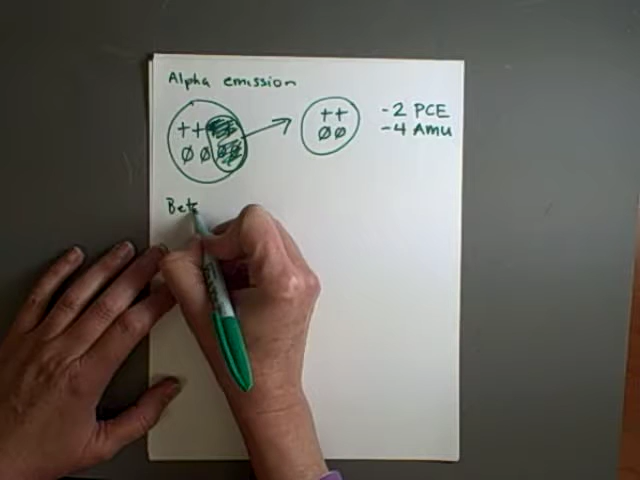 Alpha emission
++
++
-2 PCE
ØØ
ØØ
-4 Amu
Bet